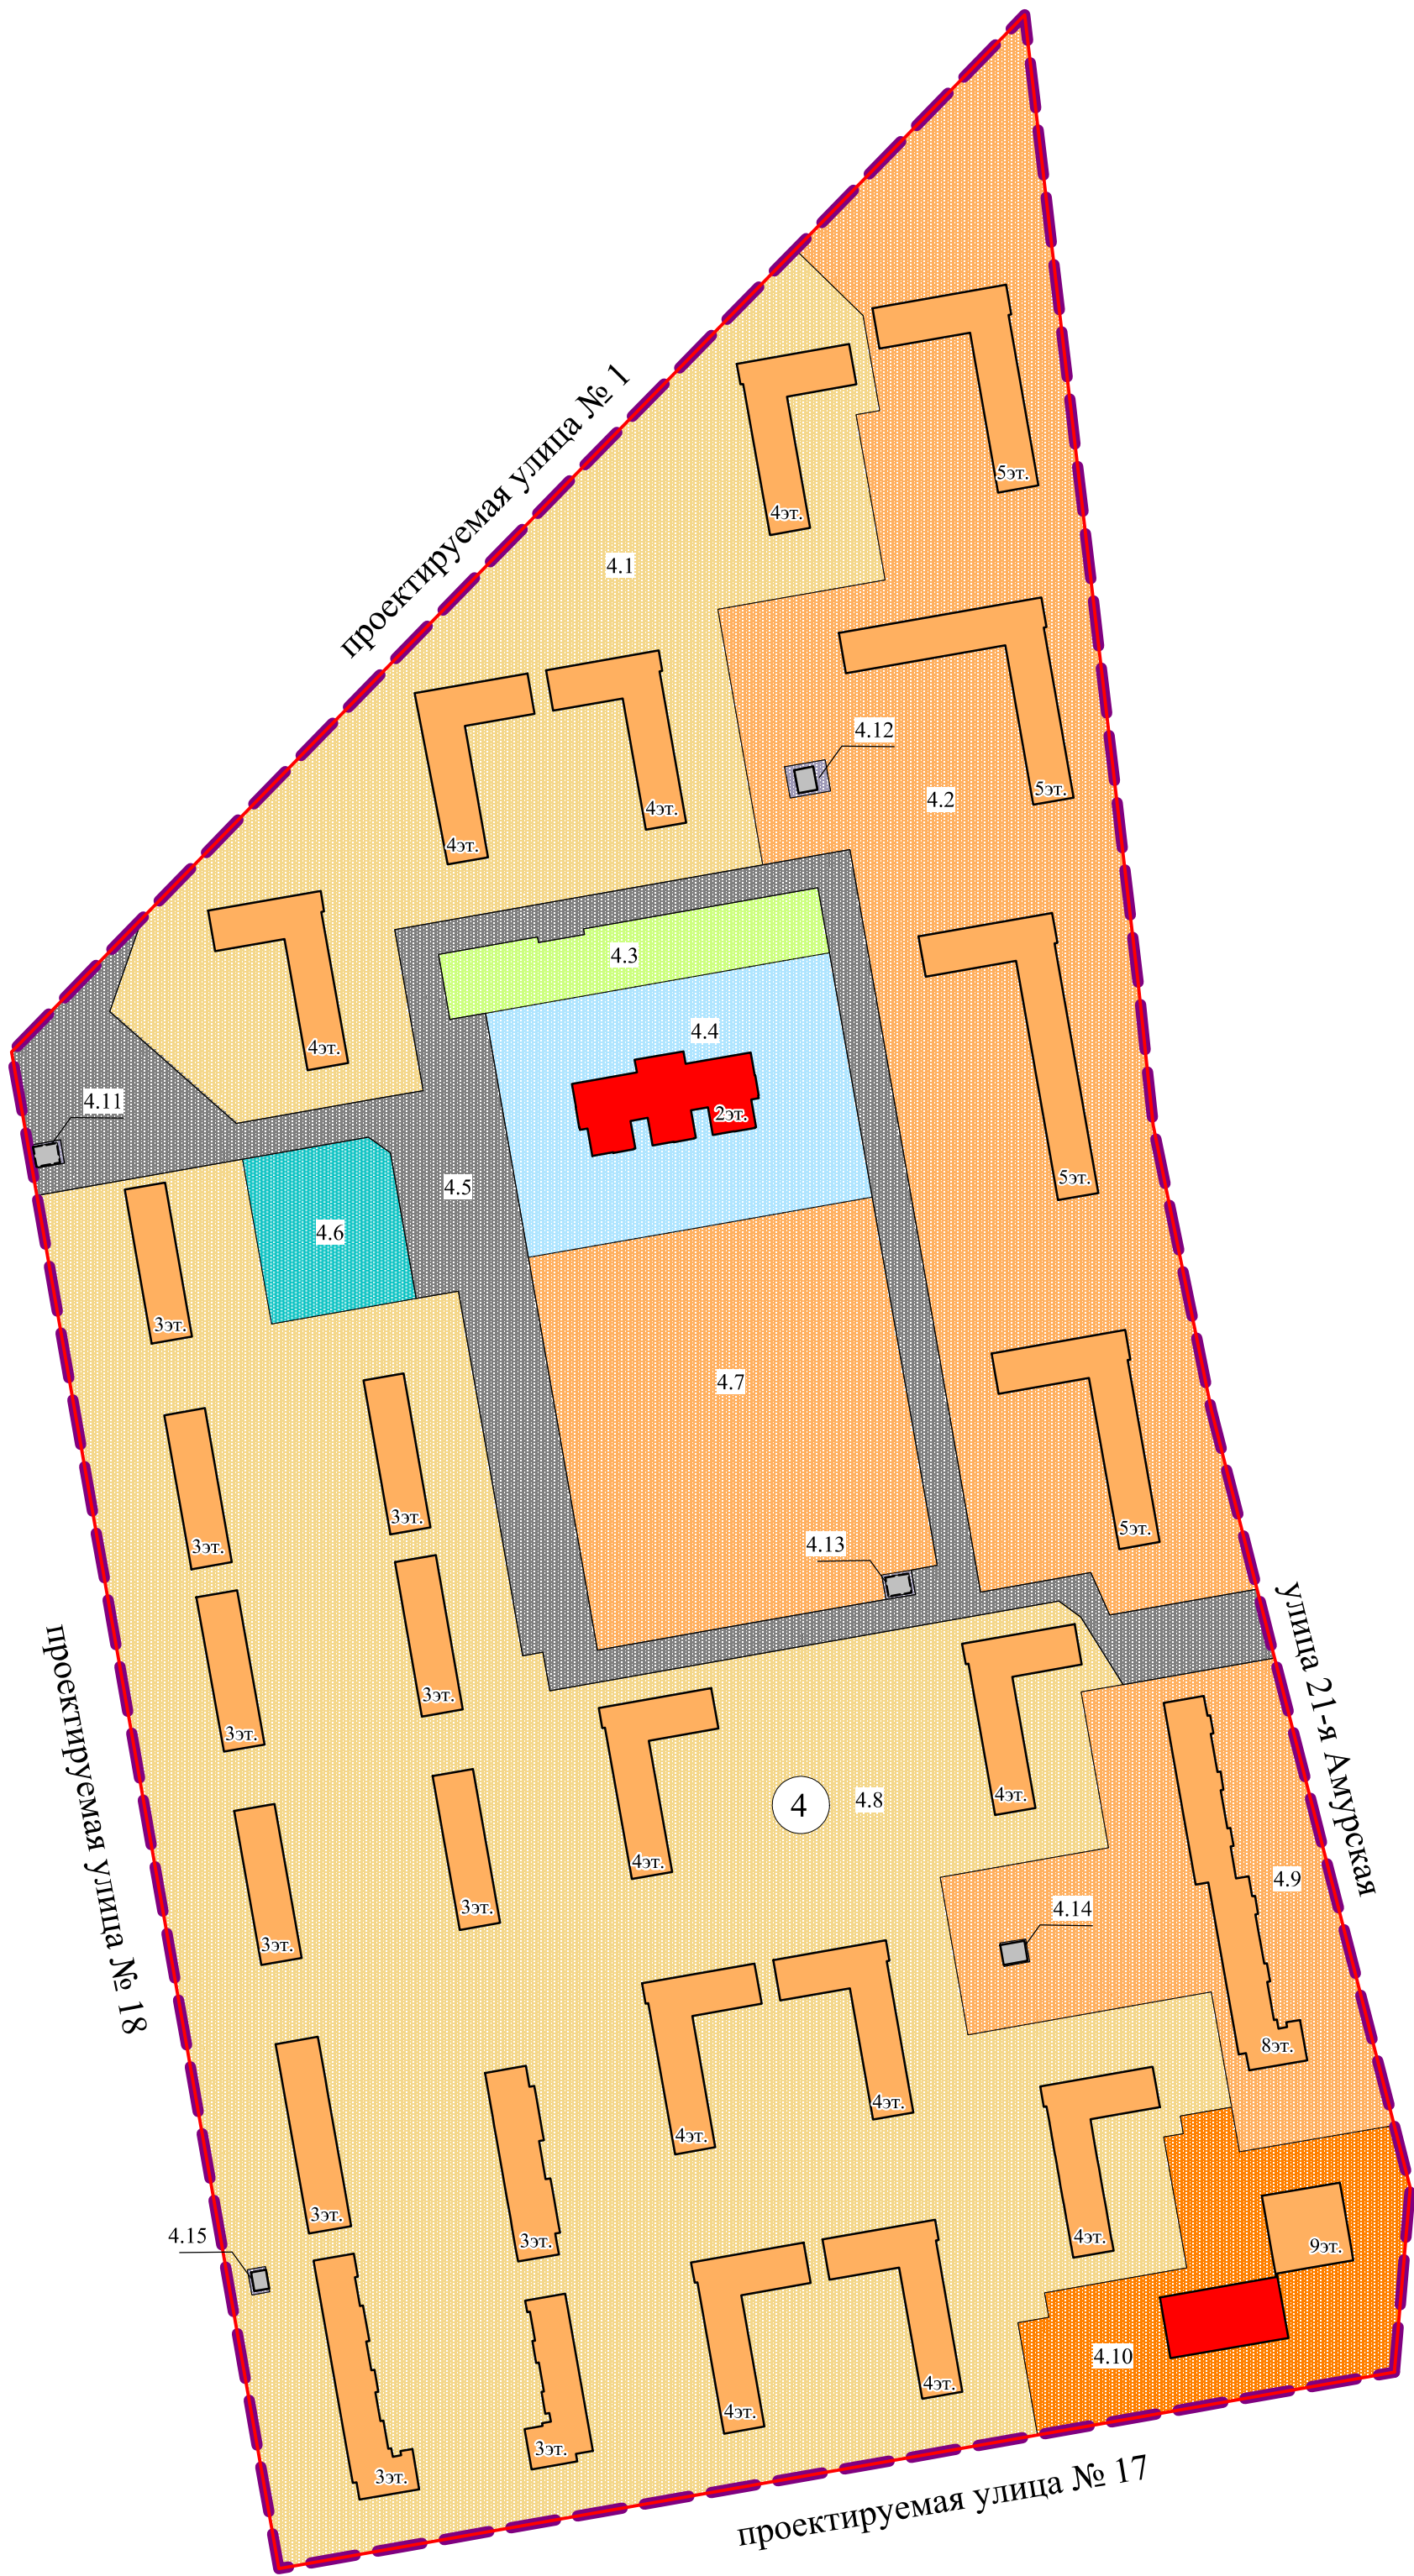 проектируемая улица № 1
5эт.
4эт.
4.1
4.12
4эт.
4эт.
5эт.
4.2
4.3
4.4
4эт.
4.11
2эт.
5эт.
4.5
4.6
3эт.
4.7
3эт.
3эт.
5эт.
4.13
улица 21-я Амурская
проектируемая улица № 18
3эт.
3эт.
4эт.
4
4.8
4эт.
4.9
3эт.
3эт.
4.14
8эт.
4эт.
4эт.
3эт.
3эт.
4эт.
4.15
9эт.
4.10
4эт.
4эт.
3эт.
3эт.
проектируемая улица № 17